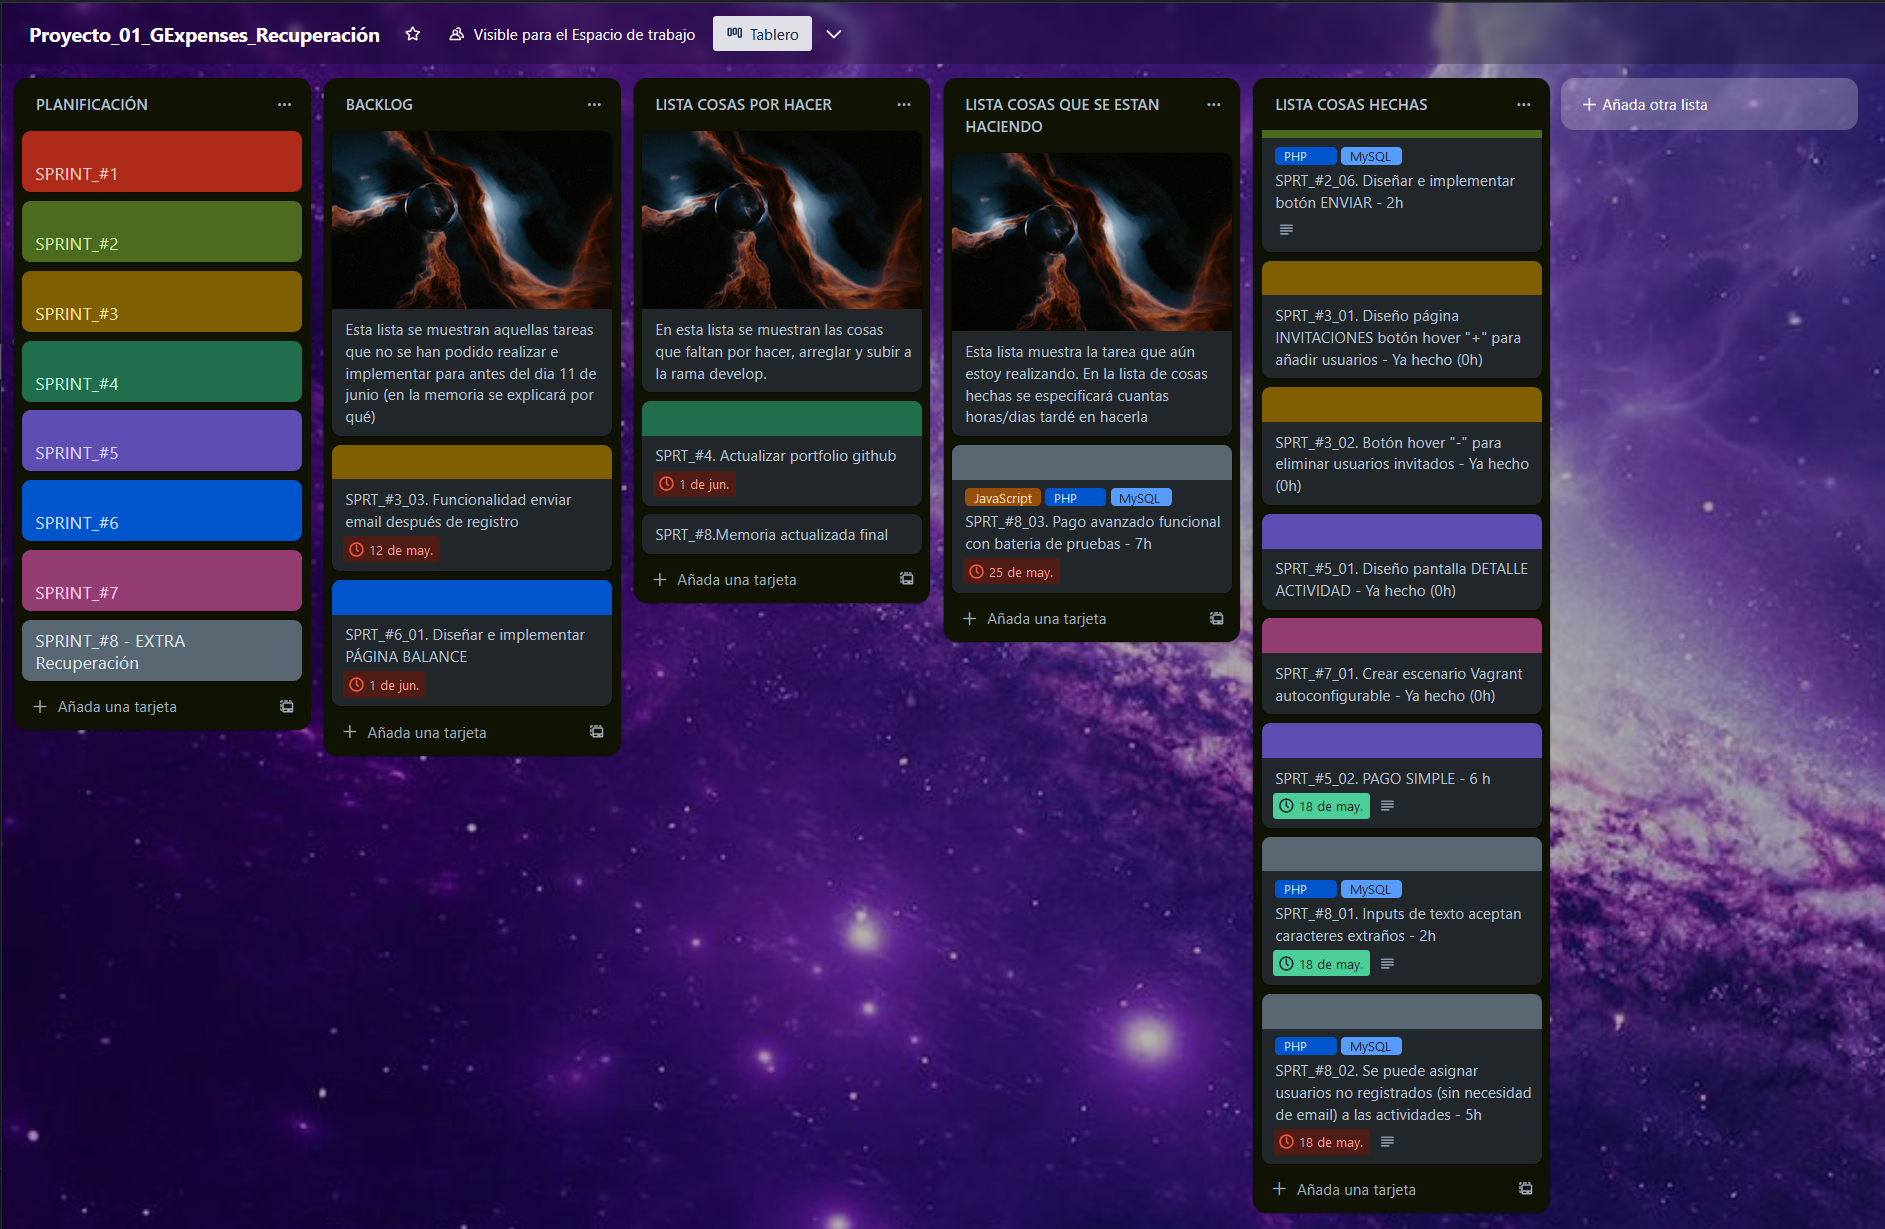 Proyecto_01_GExpenses_Recuperación
Visible para el Espacio de trabajo
Tablero
PLANIFICACIÓN
SPRINT_#1
SPRINT_#2
SPRINT_#3
SPRINT_#4
SPRINT_#5
SPRINT_#6
SPRINT_#7
SPRINT_#8 - EXTRA
Recuperación
+ Añada una tarjeta
BACKLOG
Esta lista se muestran aquellas tareas
que no se han podido realizar e
implementar para antes del dia 11 de
junio (en la memoria se explicará por
qué)
SPRT_#3_03. Funcionalidad enviar
email después de registro
12 de may.
SPRT_#6_01. Diseñar e implementar
PÁGINA BALANCE
1 de jun.
+ Añada una tarjeta
LISTA COSAS POR HACER
En esta lista se muestran las cosas
que faltan por hacer, arreglar y subir a
la rama develop.
SPRT_#4. Actualizar portfolio github
1 de jun.
SPRT_#8.Memoria actualizada final
+ Añada una tarjeta
LISTA COSAS QUE SE ESTAN
HACIENDO
Esta lista muestra la tarea que aún
estoy realizando. En la lista de cosas
hechas se especificará cuantas
horas/dias tardé en hacerla
JavaScript PHP MySQL
SPRT_#8_03. Pago avanzado funcional
con bateria de pruebas - 7h
25 de may.
+ Añada una tarjeta
LISTA COSAS HECHAS
PHP MySQL
SPRT_#2_06. Diseñar e implementar
botón ENVIAR - 2h
SPRT_#3_01. Diseño página
INVITACIONES botón hover "+" para
añadir usuarios - Ya hecho (0h)
SPRT_#3_02. Botón hover "-" para
eliminar usuarios invitados - Ya hecho
(0h)
SPRT_#5_01. Diseño pantalla DETALLE
ACTIVIDAD - Ya hecho (0h)
SPRT_#7_01. Crear escenario Vagrant
autoconfigurable - Ya hecho (0h)
SPRT_#5_02. PAGO SIMPLE - 6 h
18 de may.
PHP MySQL
SPRT_#8_01. Inputs de texto aceptan
caracteres extraños - 2h
18 de may.
PHP MySQL
SPRT_#8_02. Se puede asignar
usuarios no registrados (sin necesidad
de email) a las actividades - 5h
18 de may.
+ Añada una tarjeta
+ Añada otra lista